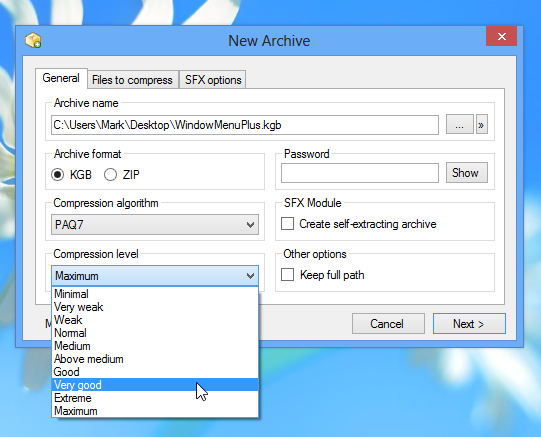 New Archive
General Files to compress SFX options
Archive name
C:\Users\Mark\Desktop\WindowMenuPlus.kgb
... »
Archive format
KGB ZIP
Password
Show
Compression algorithm
PAQ7
SFX Module
Create self-extracting archive
Compression level
Maximum
Other options
Keep full path
Minimal
Very weak
Weak
Normal
Medium
Above medium
Good
Very good
Extreme
Maximum
Cancel Next >